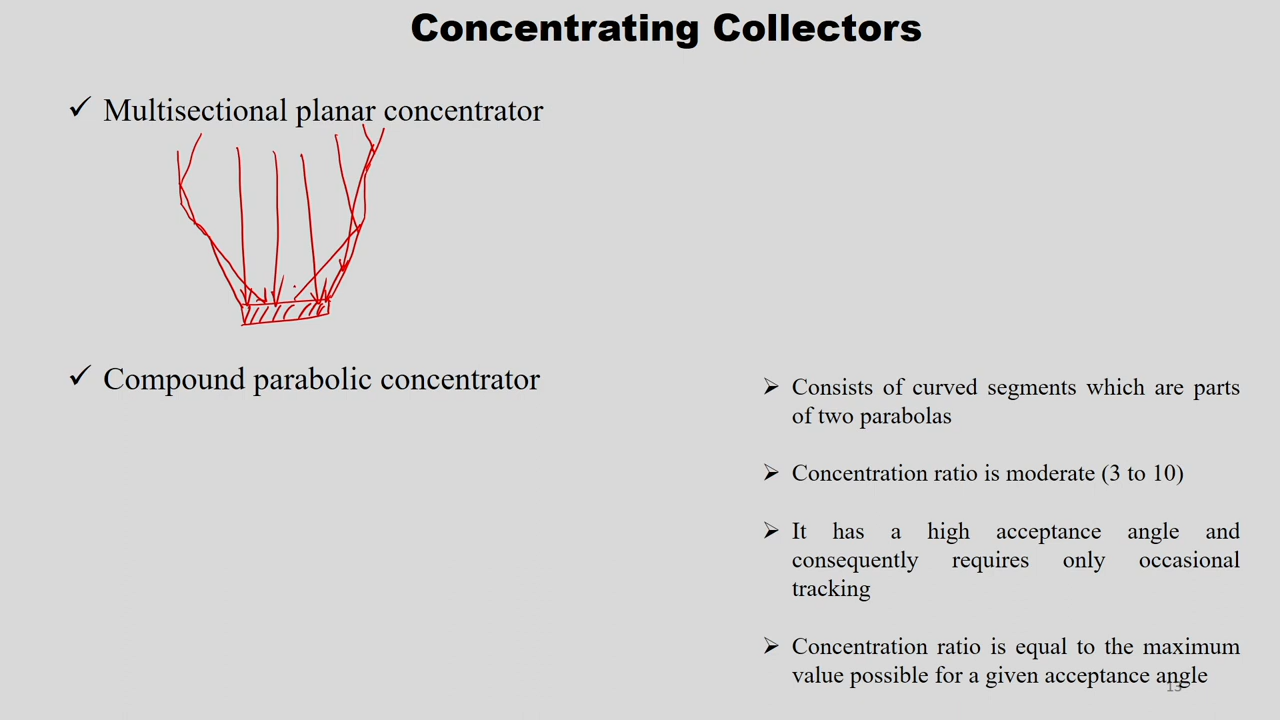 Concentrating Collectors
✓ Multisectional planar concentrator
✓ Compound parabolic concentrator
➢ Consists of curved segments which are parts
of two parabolas
➢ Concentration ratio is moderate (3 to 10)
➢ It has a high acceptance angle and
consequently requires only occasional
tracking
➢ Concentration ratio is equal to the maximum
value possible for a given acceptance angle